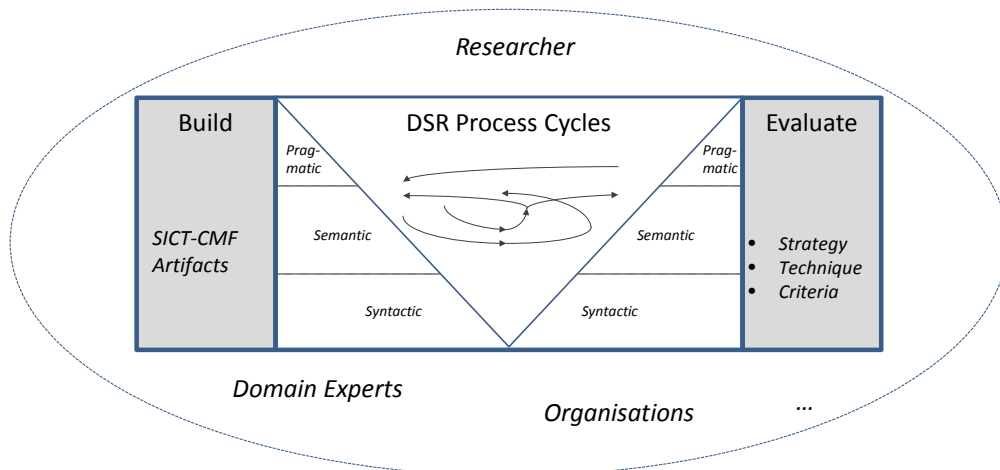 Researcher
Build
DSR Process Cycles
Evaluate
Prag-
matic
Prag-
matic
SICT-CMF
Artifacts
Semantic
Semantic
• Strategy
• Technique
• Criteria
Syntactic
Syntactic
Domain Experts
Organisations
...